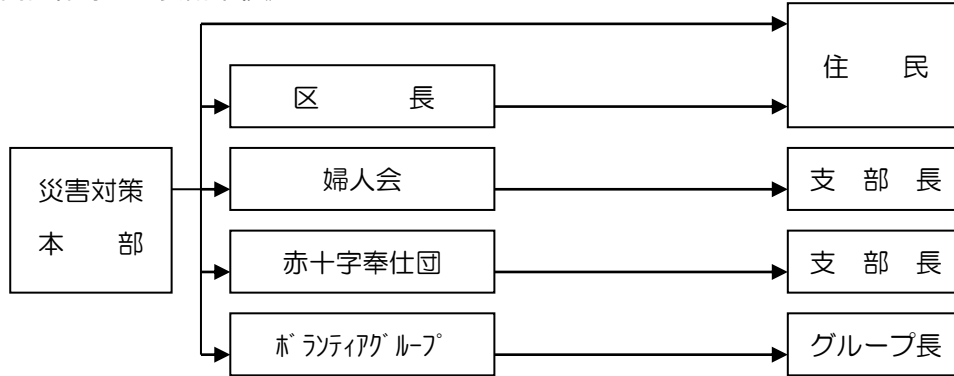 住　　民
区　　　　長
災害対策
本　　部
婦人会
支　部　長
赤十字奉仕団
支　部　長
ﾎﾞﾗﾝﾃｨｱｸﾞﾙｰﾌﾟ
グループ長